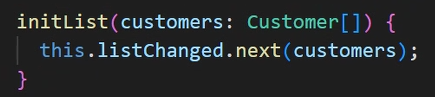 initList(customers: Customer[]) {
  this.listChanged.next(customers);
}